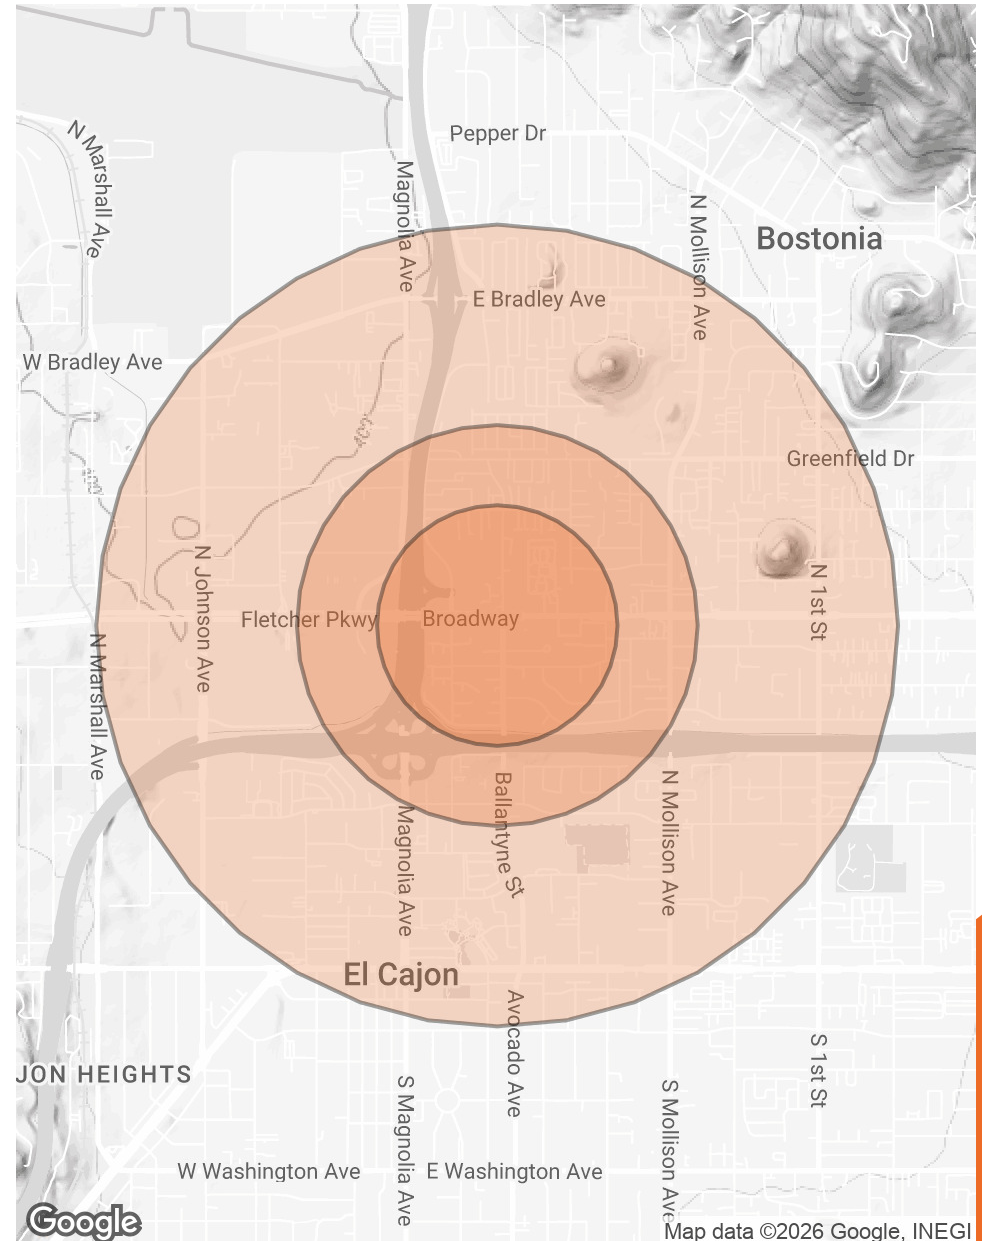 Pepper Dr
N Marshall Ave
Magnolia Ave
N Mollison Ave
Bostonia
E Bradley Ave
W Bradley Ave
Greenfield Dr
N Johnson Ave
N 1st St
Fletcher Pkwy
Broadway
N Marshall Ave
Ballantyne St
N Mollison Ave
Magnolia Ave
El Cajon
Avocado Ave
S 1st St
JON HEIGHTS
S Magnolia Ave
S Mollison Ave
W Washington Ave
E Washington Ave
Google
Map data ©2026 Google, INEGI